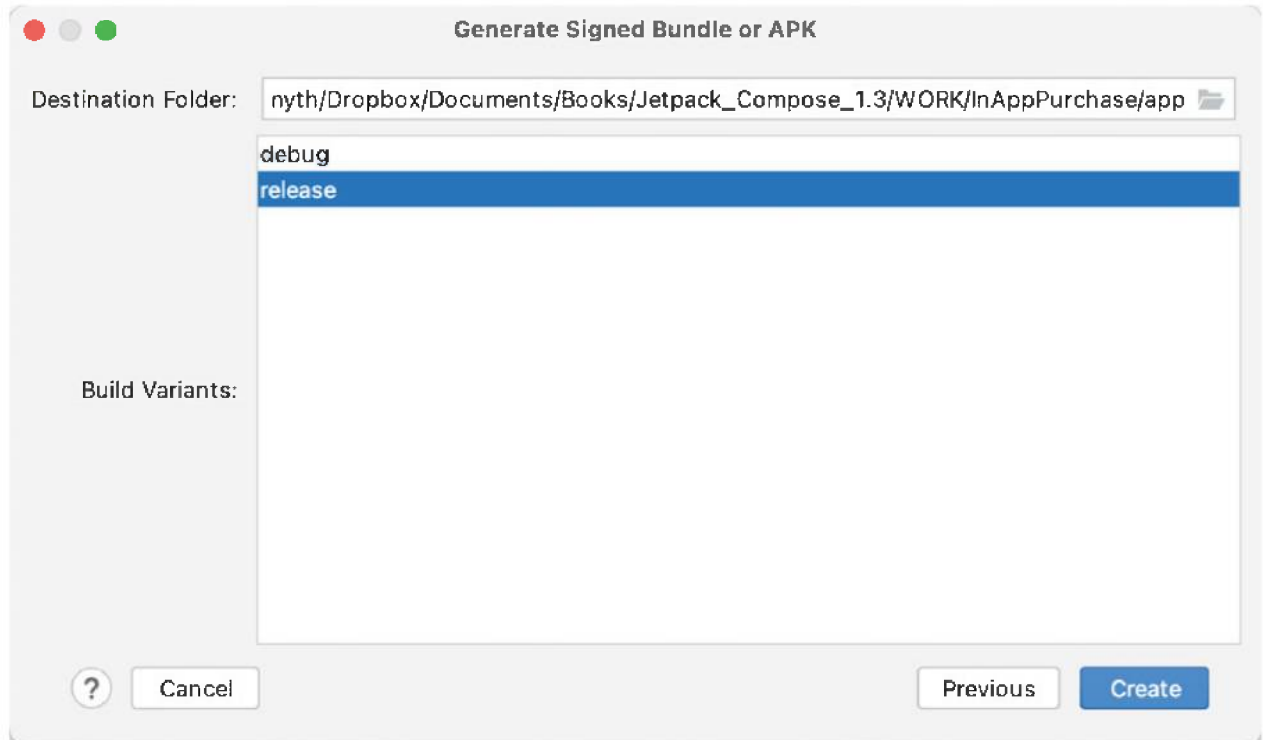 Generate Signed Bundle or APK
Destination Folder: nyth/Dropbox/Documents/Books/Jetpack_Compose_1.3/WORK/InAppPurchase/app
debug
release
Build Variants:
? Cancel Previous Create